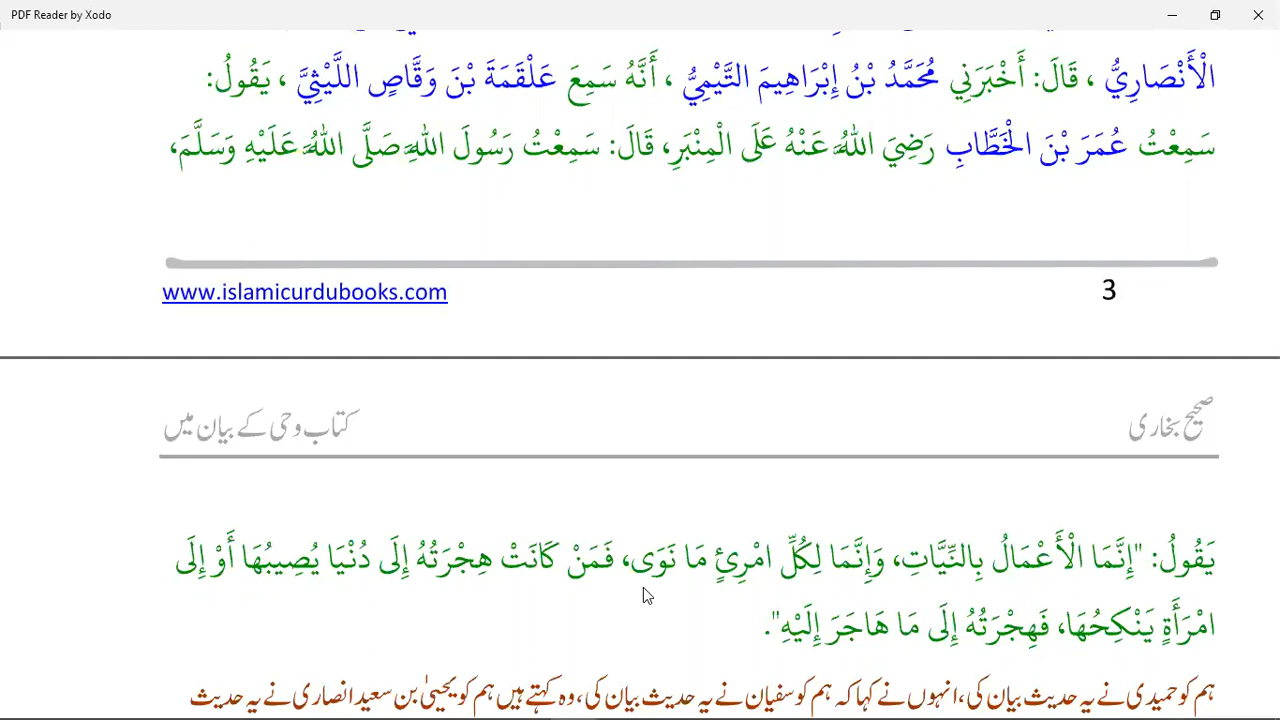 PDF Reader by Xodo
الْأَنْصَارِيُّ ، قَالَ: أَخْبَرَنِي مُحَمَّدُ بْنُ إِبْرَاهِيمَ التَّيْمِيُّ ، أَنَّهُ سَمِعَ عَلْقَمَةَ بْنَ وَقَّاصٍ اللَّيْثِيَّ ، يَقُولُ:
سَمِعْتُ عُمَرَ بْنَ الْخَطَّابِ رَضِيَ اللَّهُ عَنْهُ عَلَى الْمِنْبَرِ، قَالَ: سَمِعْتُ رَسُولَ اللَّهِ صَلَّى اللَّهُ عَلَيْهِ وَسَلَّمَ،
www.islamicurdubooks.com 3
صحیح بخاری کتاب وحی کے بیان میں
يَقُولُ: "إِنَّمَا الْأَعْمَالُ بِالنِّيَّاتِ، وَإِنَّمَا لِكُلِّ امْرِئٍ مَا نَوَى، فَمَنْ كَانَتْ هِجْرَتُهُ إِلَى دُنْيَا يُصِيبُهَا أَوْ إِلَى
امْرَأَةٍ يَنْكِحُهَا، فَهِجْرَتُهُ إِلَى مَا هَاجَرَ إِلَيْهِ".
ہم کو حمیدی نے یہ حدیث بیان کی، انہوں نے کہا کہ ہم کو سفیان نے یہ حدیث بیان کی، وہ کہتے ہیں ہم کو یحییٰ بن سعید انصاری نے یہ حدیث